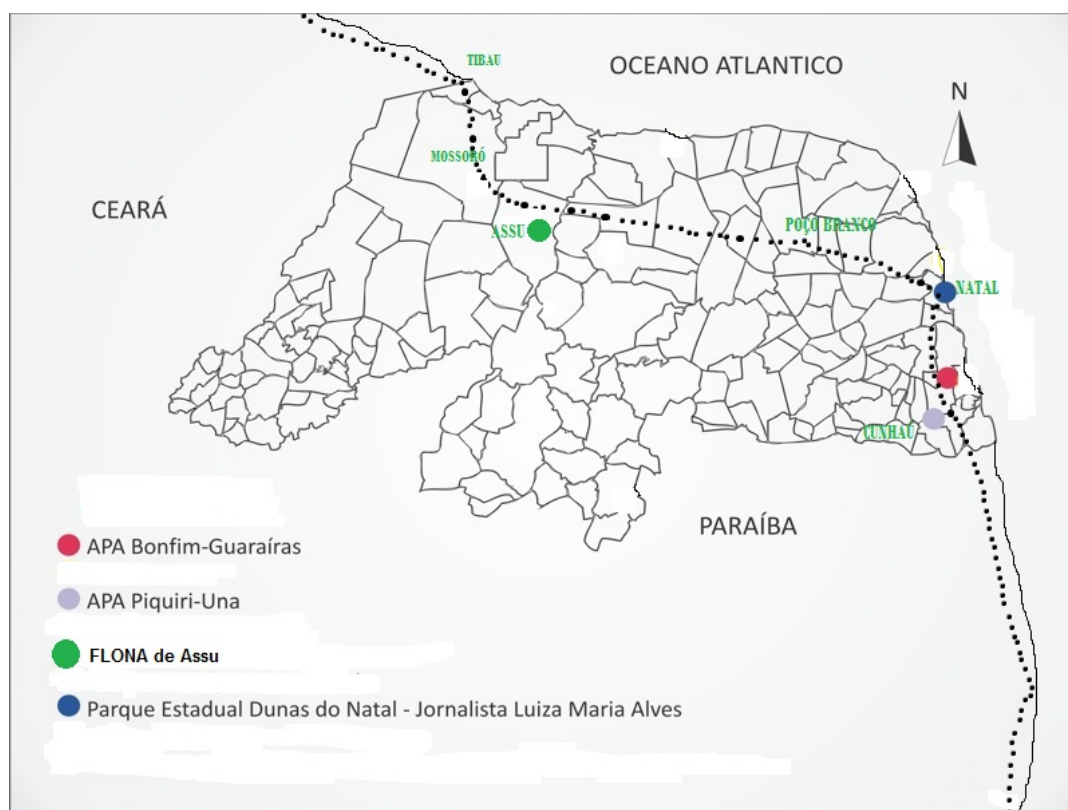 TIBAU
OCEANO ATLANTICO
N
MOSSORÓ
CEARÁ
ASSU
POÇO BRANCO
NATAL
CUNHAÚ
PARAÍBA
APA Bonfim-Guaraíras
APA Piquiri-Una
FLONA de Assu
Parque Estadual Dunas do Natal - Jornalista Luiza Maria Alves